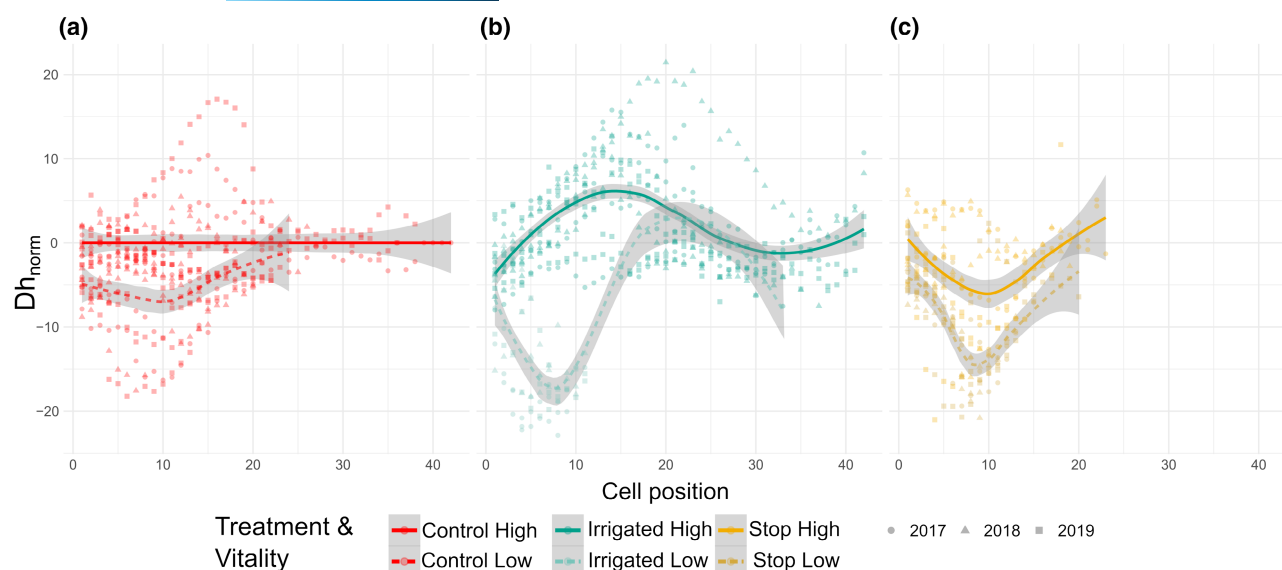 (a) (b) (c)
20
10
0
−10
−20
Dhnorm
0 10 20 30 40 0 10 20 30 40 0 10 20 30 40
Cell position
Treatment & Vitality
Control High Irrigated High Stop High 2017 2018 2019
Control Low Irrigated Low Stop Low